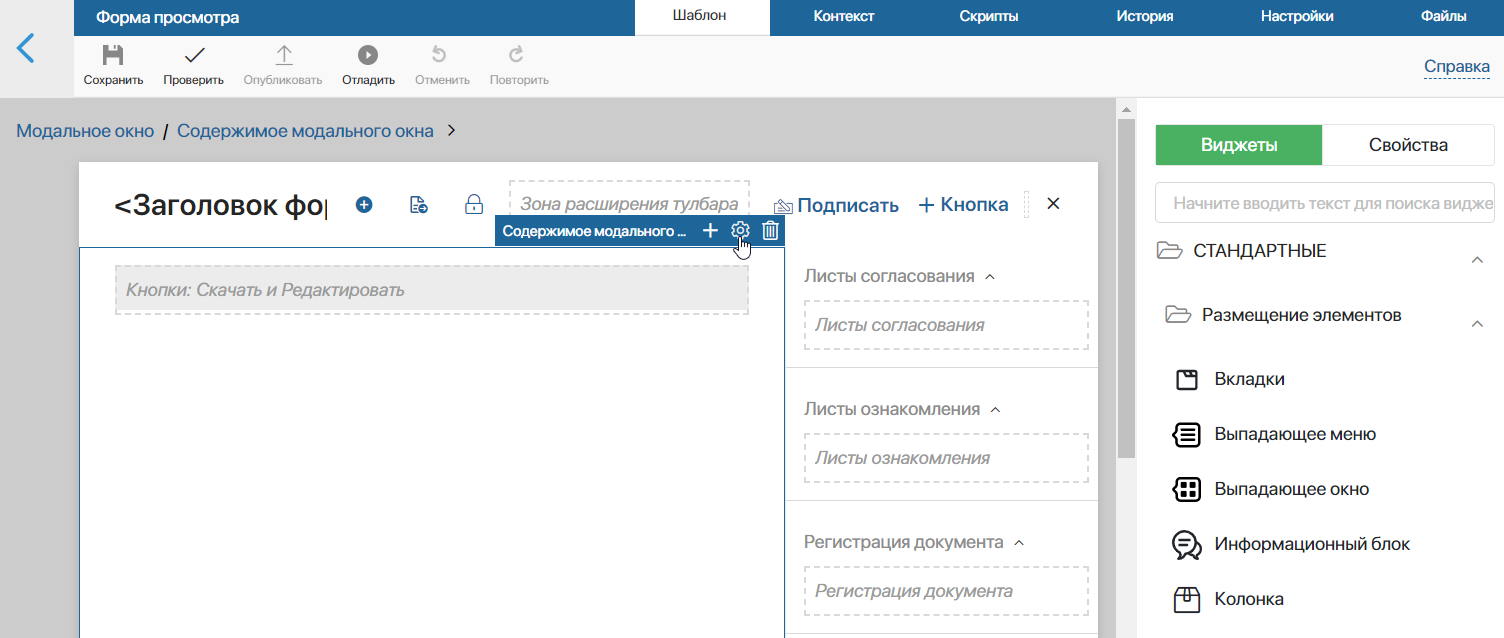 Форма просмотра
Шаблон
Контекст
Скрипты
История
Настройки
Файлы
Сохранить
Проверить
Опубликовать
Отладить
Отменить
Повторить
Справка
Модальное окно / Содержимое модального окна
Виджеты
Свойства
<Заголовок фор
Зона расширения тулбара
Подписать
+ Кнопка
Начните вводить текст для поиска видже
Содержимое модального ...
СТАНДАРТНЫЕ
Кнопки: Скачать и Редактировать
Листы согласования
Листы согласования
Размещение элементов
Вкладки
Листы ознакомления
Листы ознакомления
Выпадающее меню
Выпадающее окно
Регистрация документа
Регистрация документа
Информационный блок
Колонка